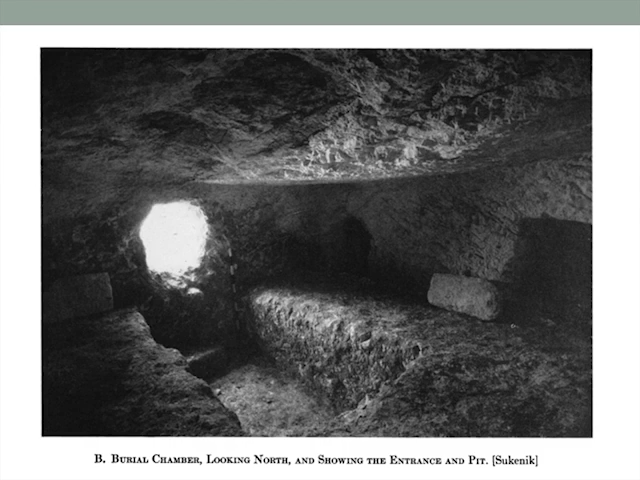 B. Burial Chamber, Looking North, and Showing the Entrance and Pit. [Sukenik]